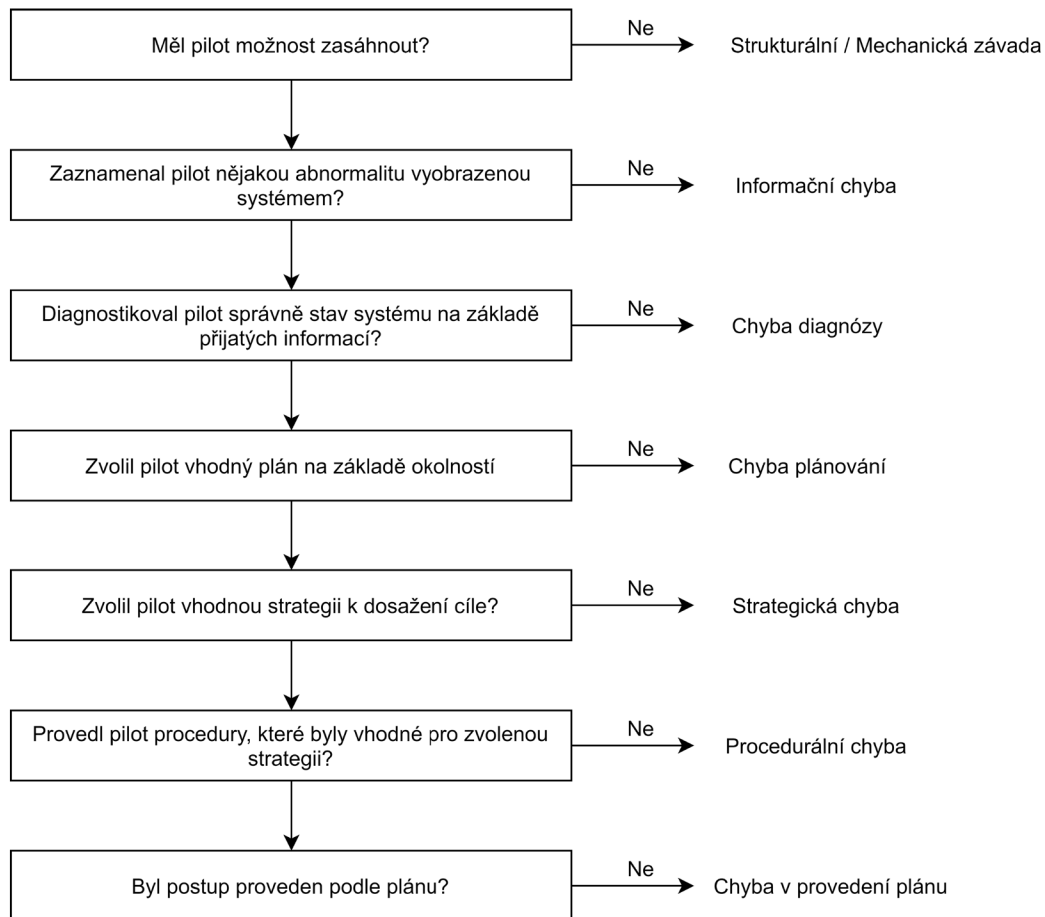 Měl pilot možnost zasáhnout?
Ne
Strukturální / Mechanická závada
Zaznamenal pilot nějakou abnormalitu vyobrazenou
systémem?
Ne
Informační chyba
Diagnostikoval pilot správně stav systému na základě
přijatých informací?
Ne
Chyba diagnózy
Zvolil pilot vhodný plán na základě okolností
Ne
Chyba plánování
Zvolil pilot vhodnou strategii k dosažení cíle?
Ne
Strategická chyba
Provedl pilot procedury, které byly vhodné pro zvolenou
strategii?
Ne
Procedurální chyba
Byl postup proveden podle plánu?
Ne
Chyba v provedení plánu